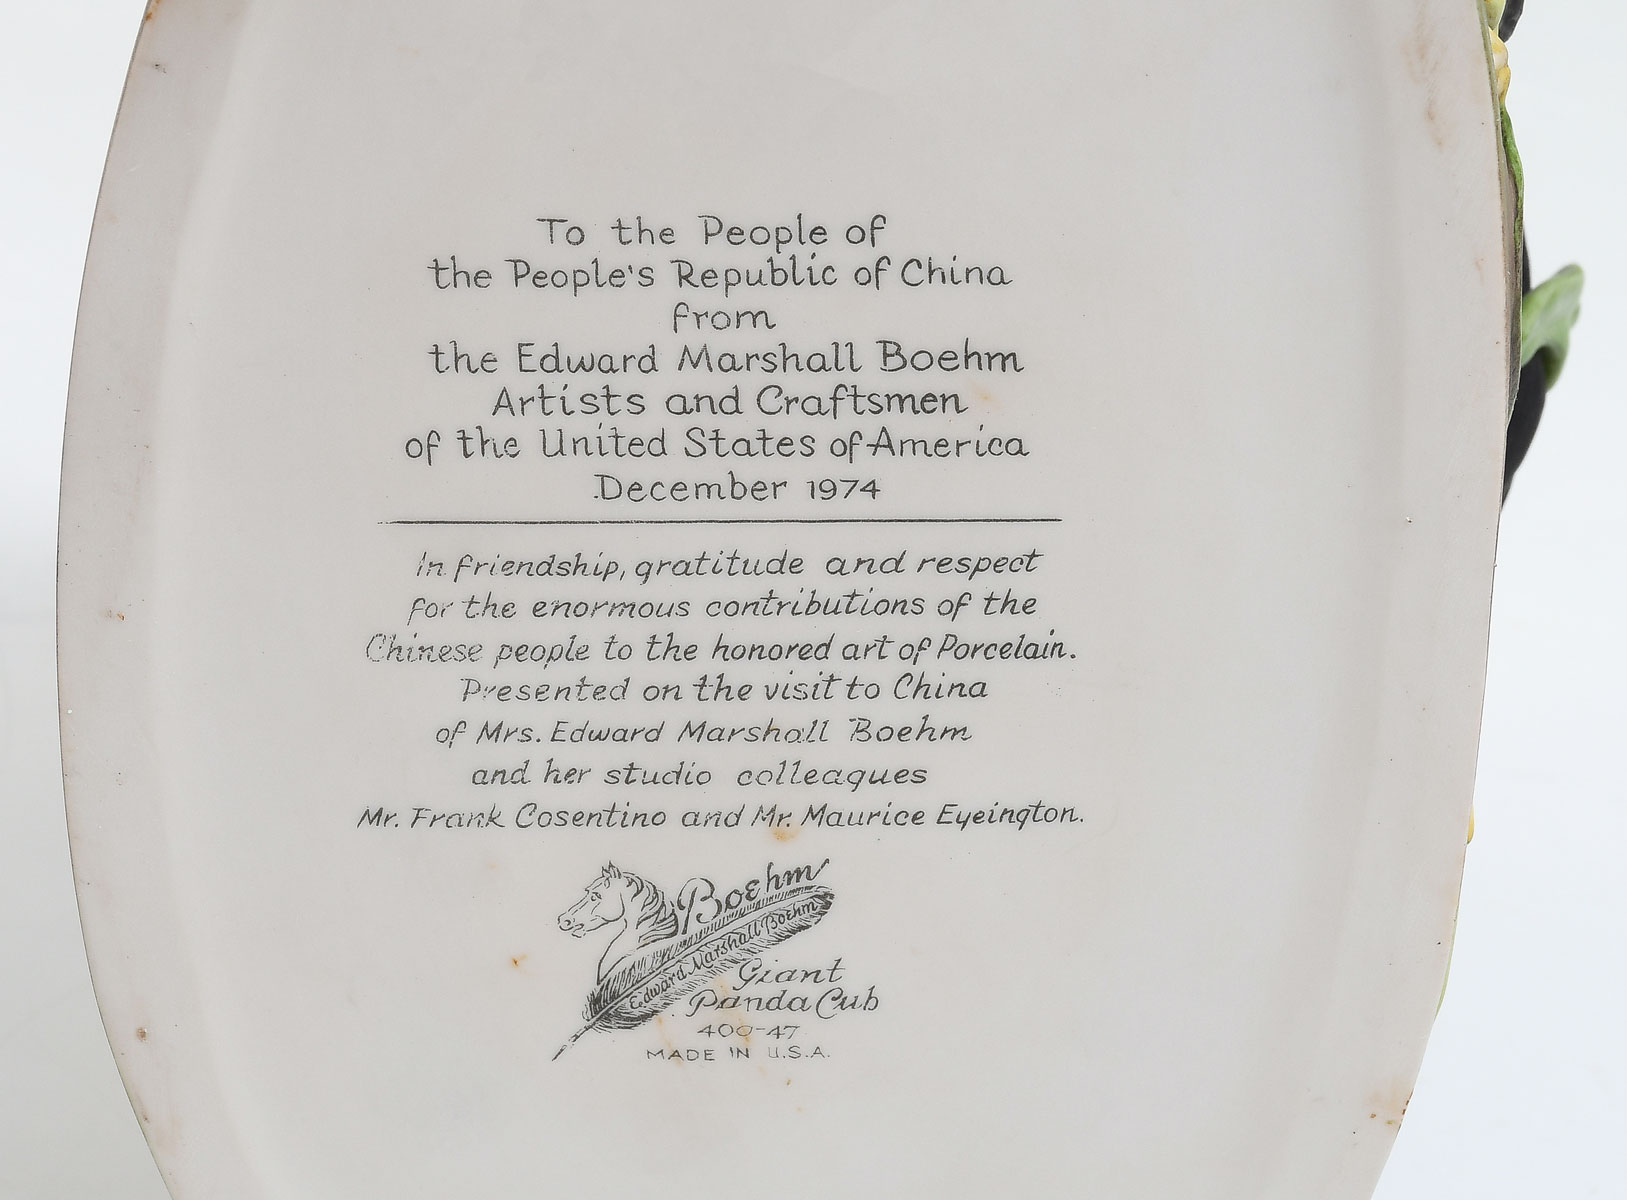 To the People of
the People's Republic of China
from
the Edward Marshall Boehm
Artists and Craftsmen
of the United States of America
December 1974
In friendship, gratitude and respect
for the enormous contributions of the
Chinese people to the honored art of Porcelain.
Presented on the visit to China
of Mrs. Edward Marshall Boehm
and her studio colleagues
Mr. Frank Cosentino and Mr. Maurice Eyeington.
Boehm
Edward Marshall Boehm
Giant
Panda Cub
400-47
MADE IN U.S.A.